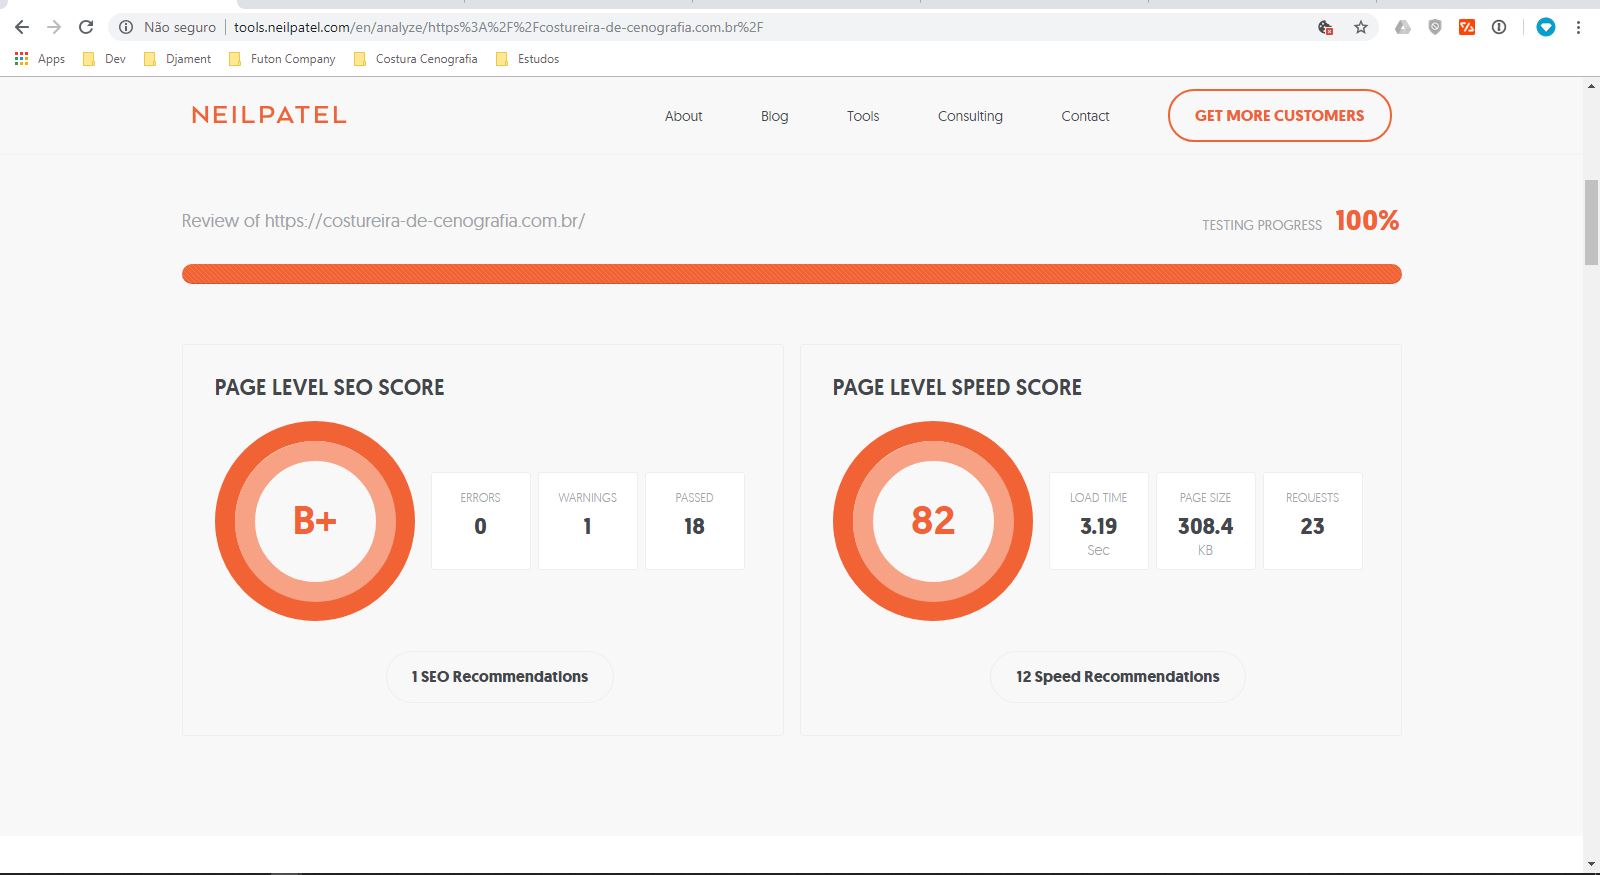 Não seguro tools.neilpatel.com/en/analyze/https%3A%2F%2Fcostureira-de-cenografia.com.br%2F
Apps Dev Djament Futon Company Costura Cenografia Estudos
NEILPATEL About Blog Tools Consulting Contact GET MORE CUSTOMERS
Review of https://costureira-de-cenografia.com.br/ TESTING PROGRESS 100%
PAGE LEVEL SEO SCORE
B+
ERRORS WARNINGS PASSED
0 1 18
1 SEO Recommendations
PAGE LEVEL SPEED SCORE
82
LOAD TIME PAGE SIZE REQUESTS
3.19 308.4 23
Sec KB
12 Speed Recommendations